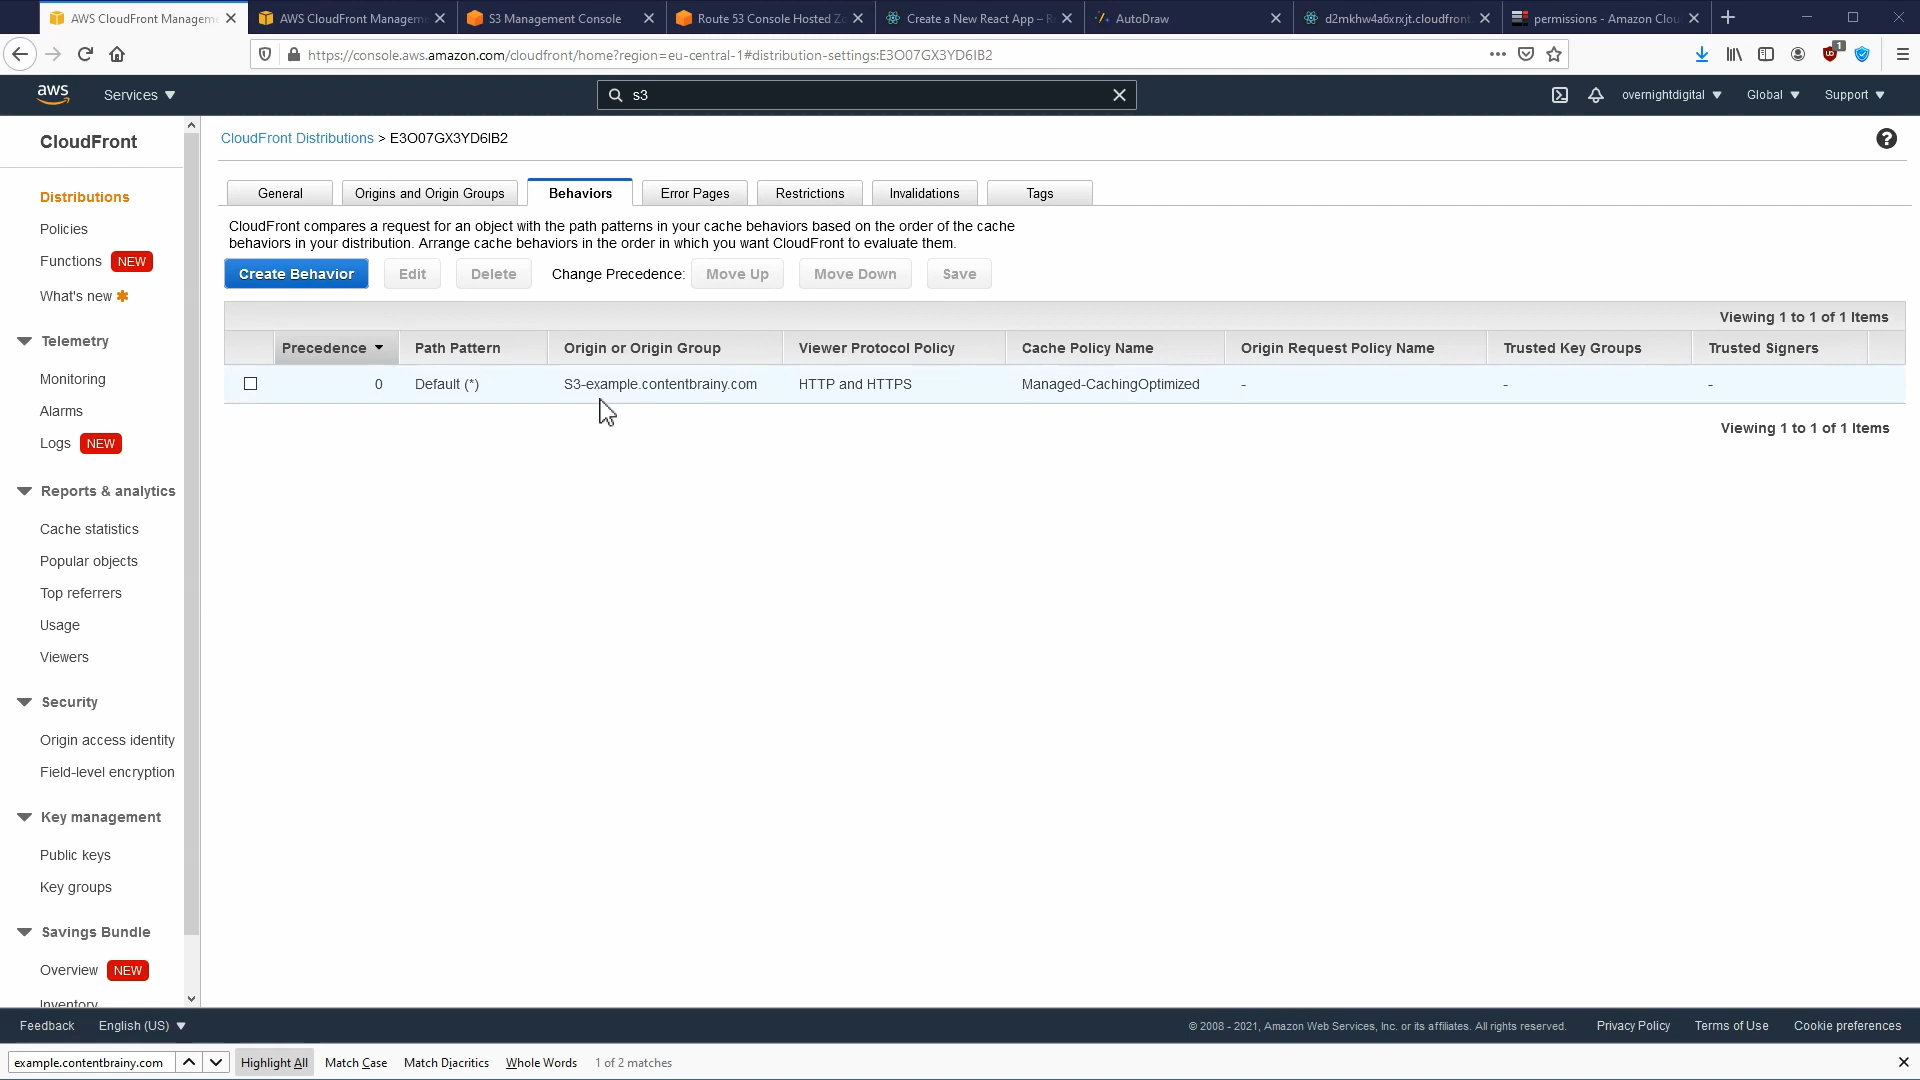 AWS CloudFront Managem
AWS CloudFront Managem
S3 Management Console
Route 53 Console Hosted Zo
Create a New React App – R
AutoDraw
d2mkhw4a6xrxjt.cloudfront
permissions - Amazon Clou
https://console.aws.amazon.com/cloudfront/home?region=eu-central-1#distribution-settings:E3O07GX3YD6IB2
1
aws
Services
s3
overnightdigital
Global
Support
CloudFront
Distributions
Policies
Functions NEW
What's new
Telemetry
Monitoring
Alarms
Logs NEW
Reports & analytics
Cache statistics
Popular objects
Top referrers
Usage
Viewers
Security
Origin access identity
Field-level encryption
Key management
Public keys
Key groups
Savings Bundle
Overview NEW
Inventory
CloudFront Distributions > E3O07GX3YD6IB2
General
Origins and Origin Groups
Behaviors
Error Pages
Restrictions
Invalidations
Tags
CloudFront compares a request for an object with the path patterns in your cache behaviors based on the order of the cache
behaviors in your distribution. Arrange cache behaviors in the order in which you want CloudFront to evaluate them.
Create Behavior Edit Delete Change Precedence: Move Up Move Down Save
Viewing 1 to 1 of 1 Items
Precedence Path Pattern Origin or Origin Group Viewer Protocol Policy Cache Policy Name Origin Request Policy Name Trusted Key Groups Trusted Signers
0 Default (*) S3-example.contentbrainy.com HTTP and HTTPS Managed-CachingOptimized - - -
Viewing 1 to 1 of 1 Items
Feedback English (US)
© 2008 - 2021, Amazon Web Services, Inc. or its affiliates. All rights reserved. Privacy Policy Terms of Use Cookie preferences
example.contentbrainy.com Highlight All Match Case Match Diacritics Whole Words 1 of 2 matches